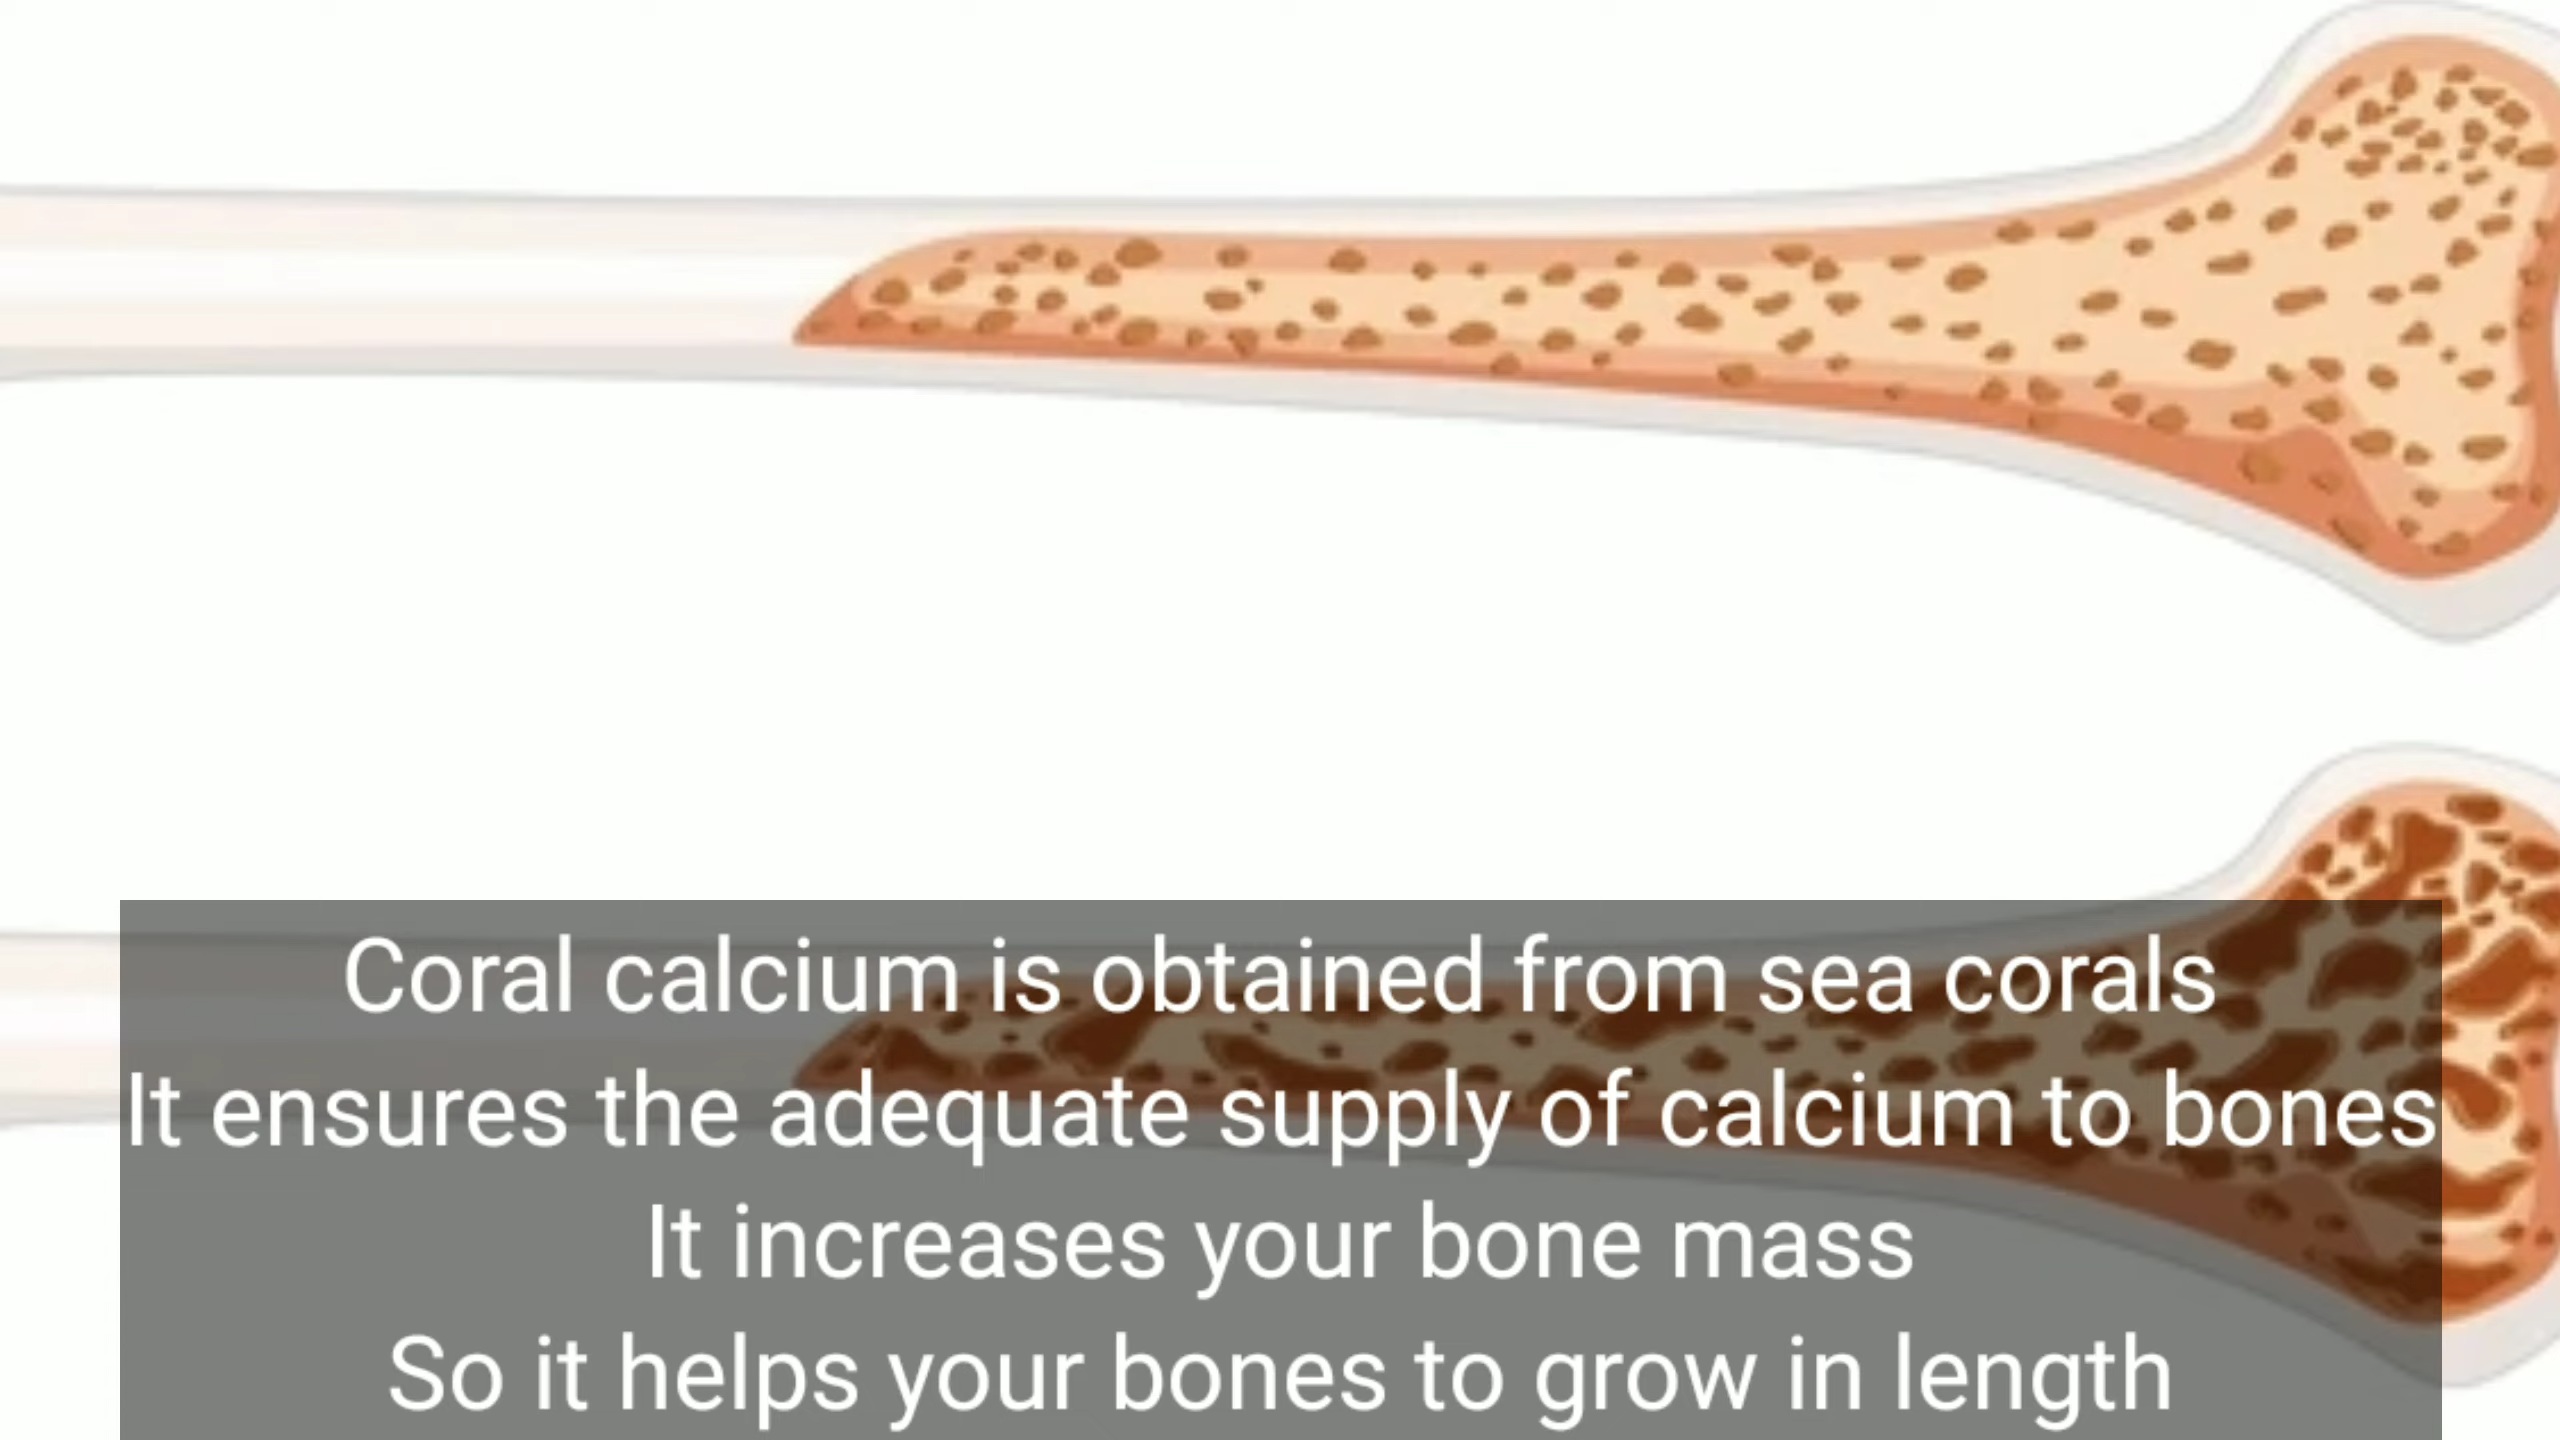 Coral calcium is obtained from sea corals
It ensures the adequate supply of calcium to bones
It increases your bone mass
So it helps your bones to grow in length